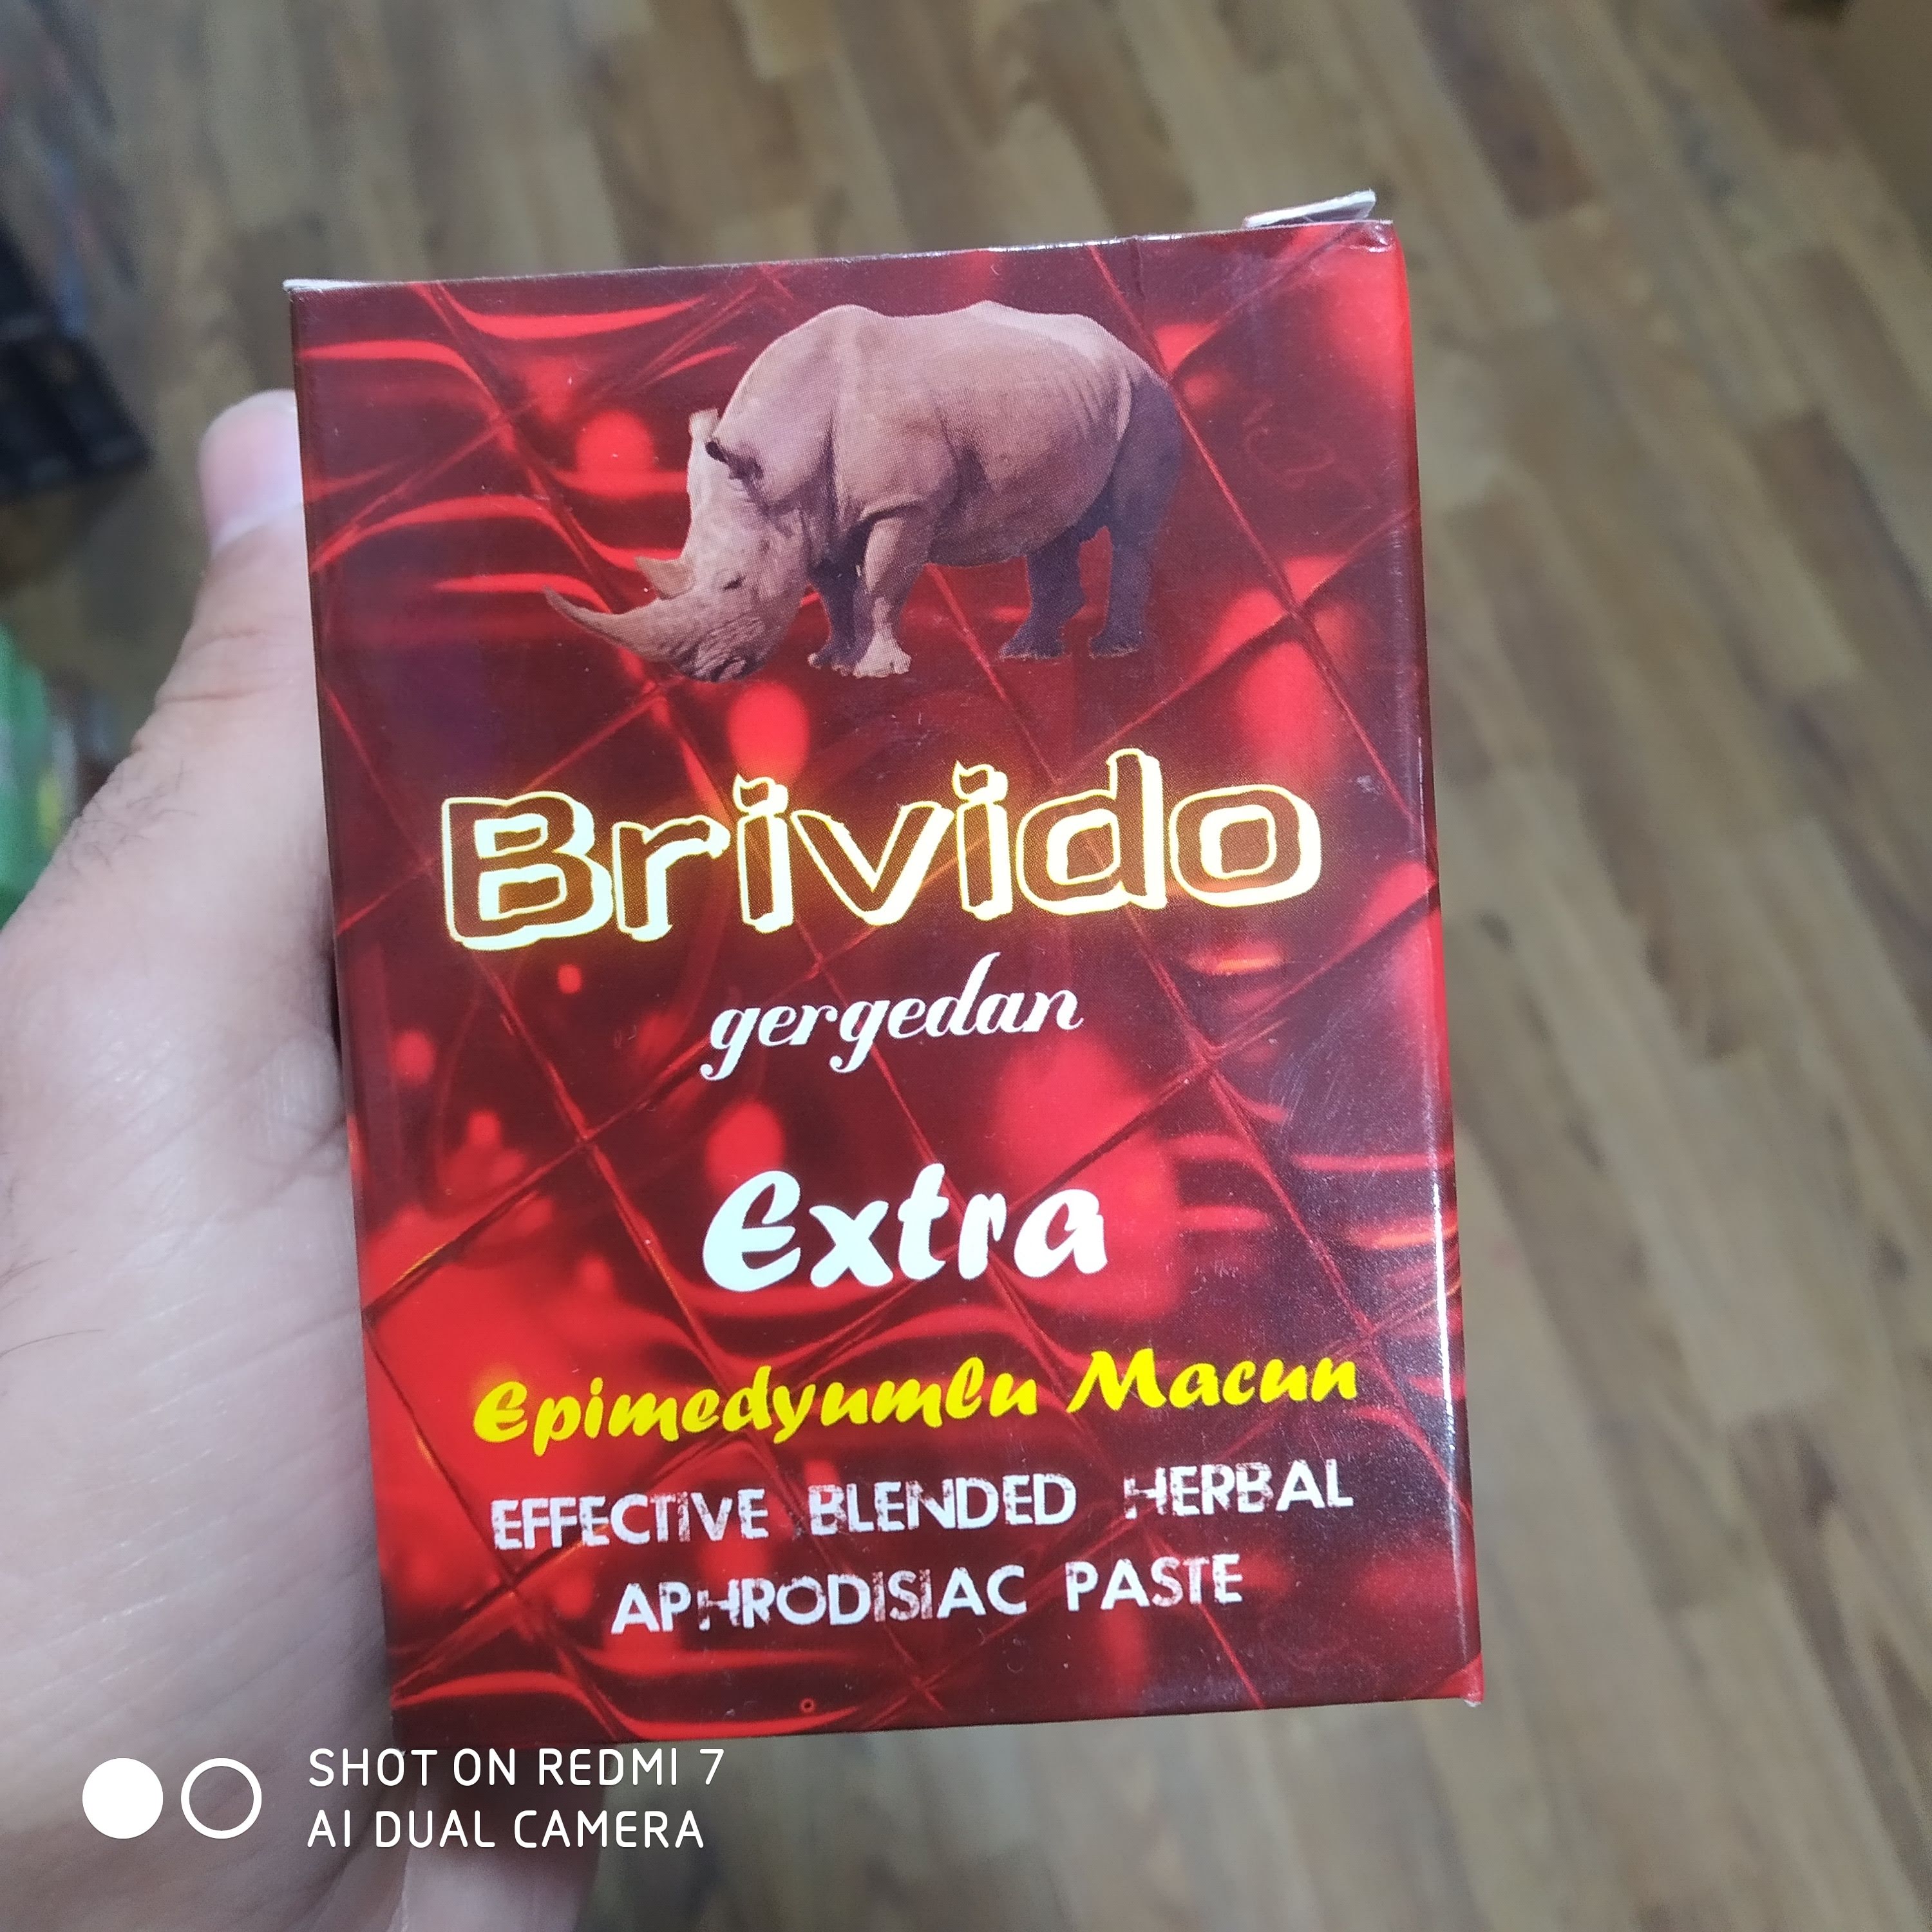 Brivido
gergedan
Extra
Epimedyumlu Macun
EFFECTIVE BLENDED HERBAL
APHRODISIAC PASTE
SHOT ON REDMI 7
AI DUAL CAMERA